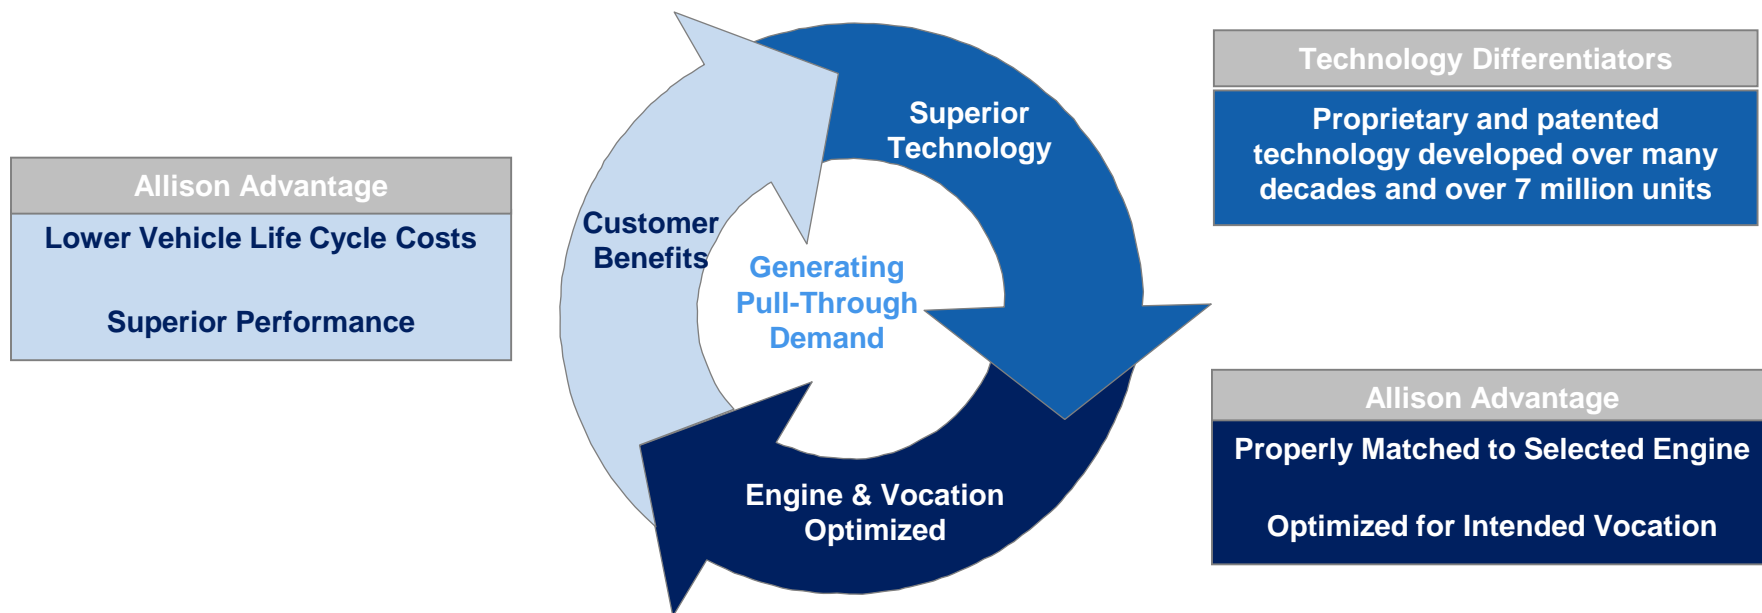 Allison Advantage
Lower Vehicle Life Cycle Costs
Superior Performance
Customer
Benefits
Superior
Technology
Generating
Pull-Through
Demand
Engine & Vocation
Optimized
Technology Differentiators
Proprietary and patented
technology developed over many
decades and over 7 million units
Allison Advantage
Properly Matched to Selected Engine
Optimized for Intended Vocation